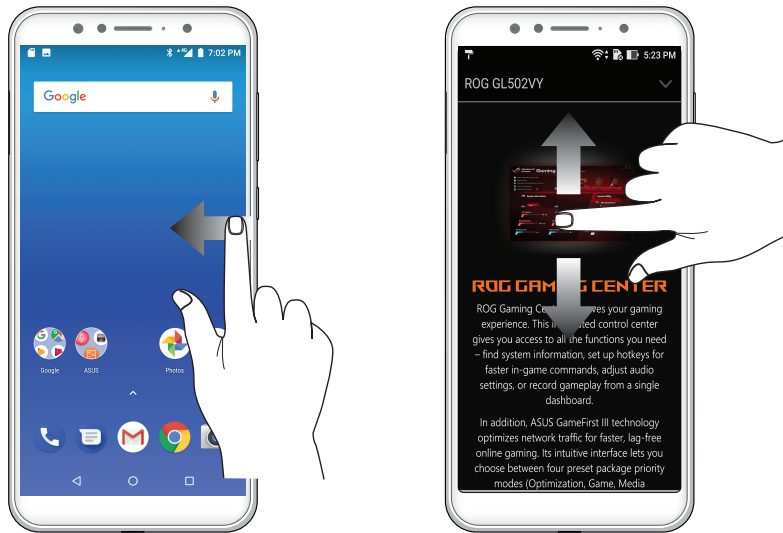 7:02 PM
Google
Google
ASUS
Photos
5:23 PM
ROG GL502VY
Gaming
ROG GAM G CENTER
ROG Gaming Ce ves your gaming
experience. This i ted control center
gives you access to all the functions you need
– find system information, set up hotkeys for
faster in-game commands, adjust audio
settings, or record gameplay from a single
dashboard.
In addition, ASUS GameFirst III technology
optimizes network traffic for faster, lag-free
online gaming. Its intuitive interface lets you
choose between four preset package priority
modes (Optimization, Game, Media